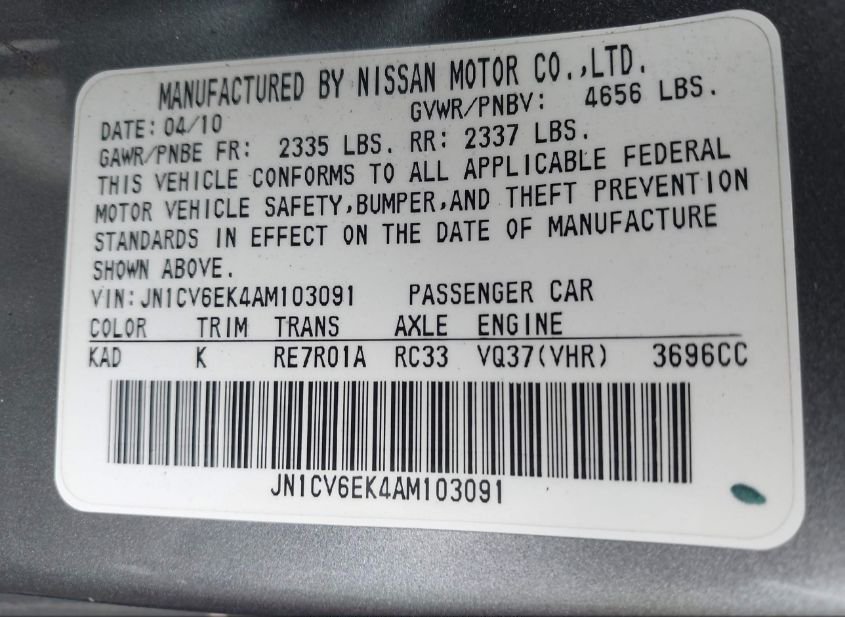 MANUFACTURED BY NISSAN MOTOR CO.,LTD.
DATE: 04/10 GVWR/PNBV: 4656 LBS.
GAWR/PNBE FR: 2335 LBS. RR: 2337 LBS.
THIS VEHICLE CONFORMS TO ALL APPLICABLE FEDERAL
MOTOR VEHICLE SAFETY,BUMPER,AND THEFT PREVENTION
STANDARDS IN EFFECT ON THE DATE OF MANUFACTURE
SHOWN ABOVE.
VIN: JN1CV6EK4AM103091 PASSENGER CAR
COLOR TRIM TRANS AXLE ENGINE
KAD K RE7R01A RC33 VQ37(VHR) 3696CC
JN1CV6EK4AM103091